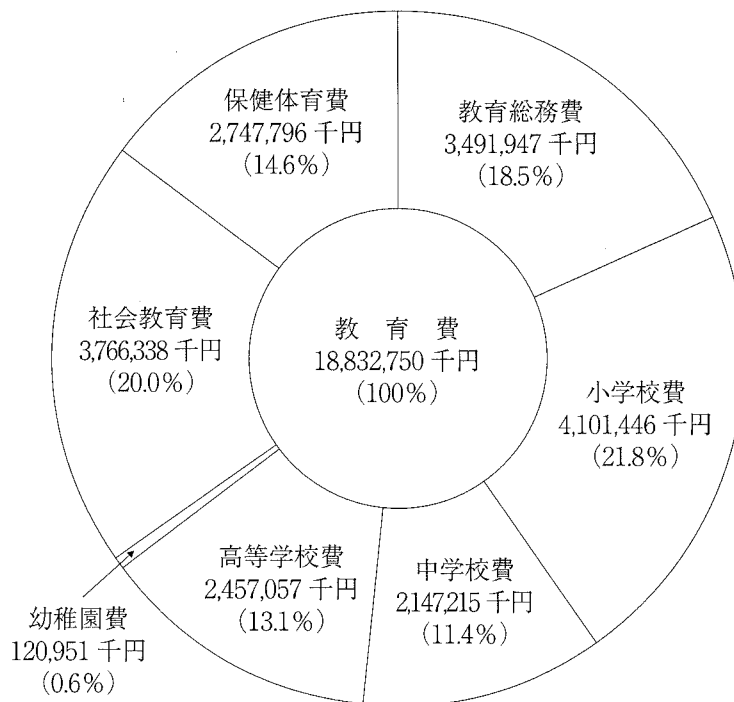 保健体育費
2,747,796 千円
(14.6%)
教育総務費
3,491,947 千円
(18.5%)
社会教育費
3,766,338 千円
(20.0%)
教 育 費
18,832,750 千円
(100%)
小学校費
4,101,446 千円
(21.8%)
高等学校費
2,457,057 千円
(13.1%)
中学校費
2,147,215 千円
(11.4%)
幼稚園費
120,951 千円
(0.6%)